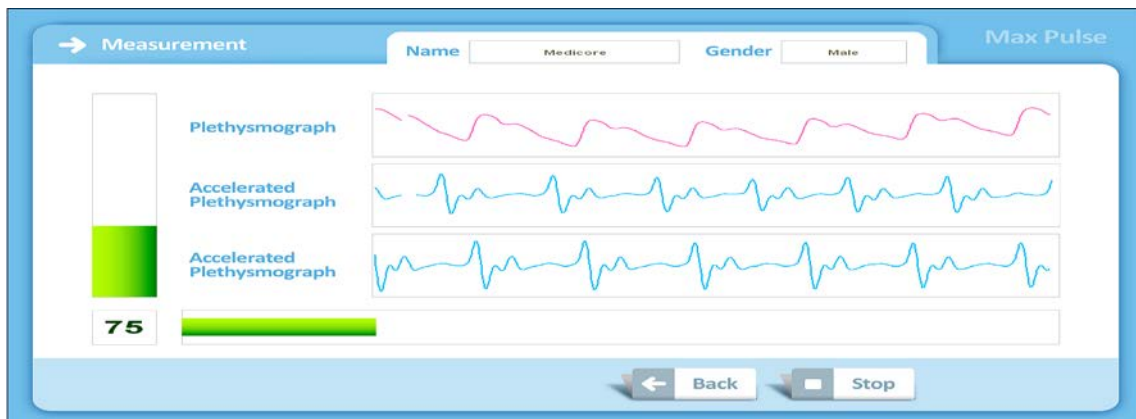 Measurement
Name Medicore Gender Male
Max Pulse
Plethysmograph
Accelerated
Plethysmograph
Accelerated
Plethysmograph
75
Back Stop